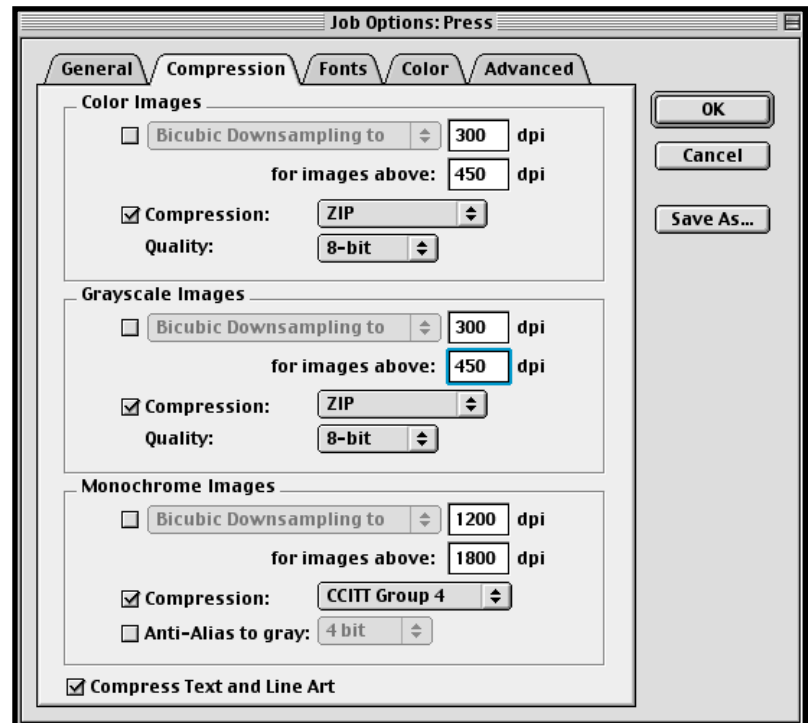 Job Options: Press
General Compression Fonts Color Advanced
Color Images
Bicubic Downsampling to 300 dpi
for images above: 450 dpi
Compression: ZIP
Quality: 8-bit
Grayscale Images
Bicubic Downsampling to 300 dpi
for images above: 450 dpi
Compression: ZIP
Quality: 8-bit
Monochrome Images
Bicubic Downsampling to 1200 dpi
for images above: 1800 dpi
Compression: CCITT Group 4
Anti-Alias to gray: 4 bit
Compress Text and Line Art
OK
Cancel
Save As...